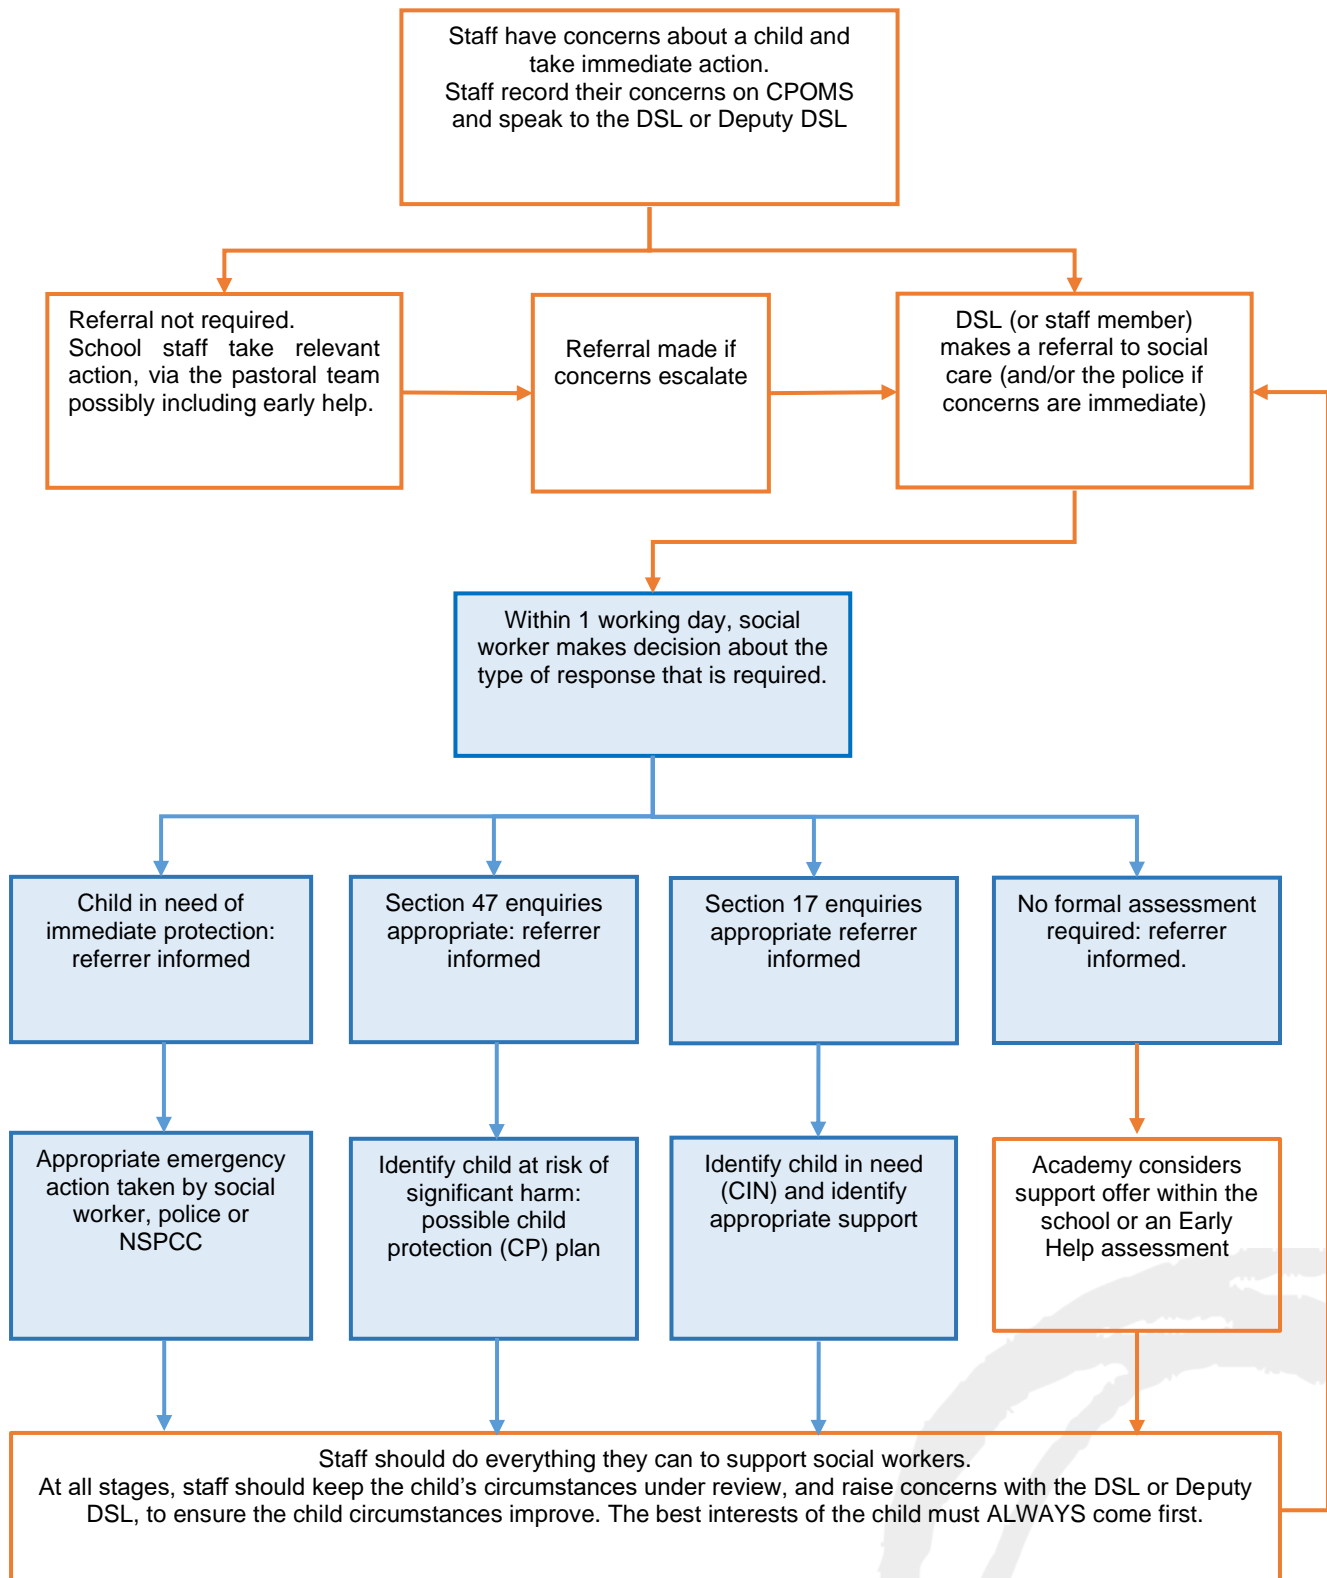 Staff have concerns about a child and
take immediate action.
Staff record their concerns on CPOMS
and speak to the DSL or Deputy DSL
Referral not required.
School staff take relevant
action, via the pastoral team
possibly including early help.
Referral made if
concerns escalate
DSL (or staff member)
makes a referral to social
care (and/or the police if
concerns are immediate)
Within 1 working day, social
worker makes decision about the
type of response that is required.
Child in need of
immediate protection:
referrer informed
Section 47 enquiries
appropriate: referrer
informed
Section 17 enquiries
appropriate referrer
informed
No formal assessment
required: referrer
informed.
Appropriate emergency
action taken by social
worker, police or
NSPCC
Identify child at risk of
significant harm:
possible child
protection (CP) plan
Identify child in need
(CIN) and identify
appropriate support
Academy considers
support offer within the
school or an Early
Help assessment
Staff should do everything they can to support social workers.
At all stages, staff should keep the child’s circumstances under review, and raise concerns with the DSL or Deputy
DSL, to ensure the child circumstances improve. The best interests of the child must ALWAYS come first.